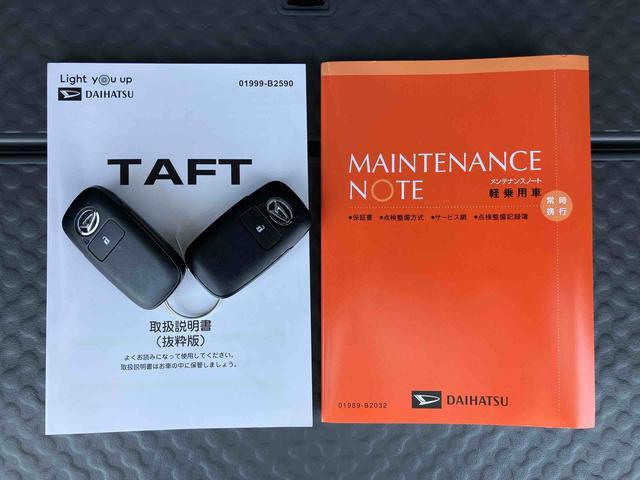 Light you up
DAIHATSU
01999-B2590
TAFT
取扱説明書
(抜粋版)
よくお読みになって使用してください。
取扱説明書はお車の中に保管しましょう。
MAINTENANCE
NOTE
メンテナンスノート
軽乗用車
常時
携行
●保証書 ●点検整備方式 ●サービス網 ●点検整備記録簿
01989-B2032
DAIHATSU